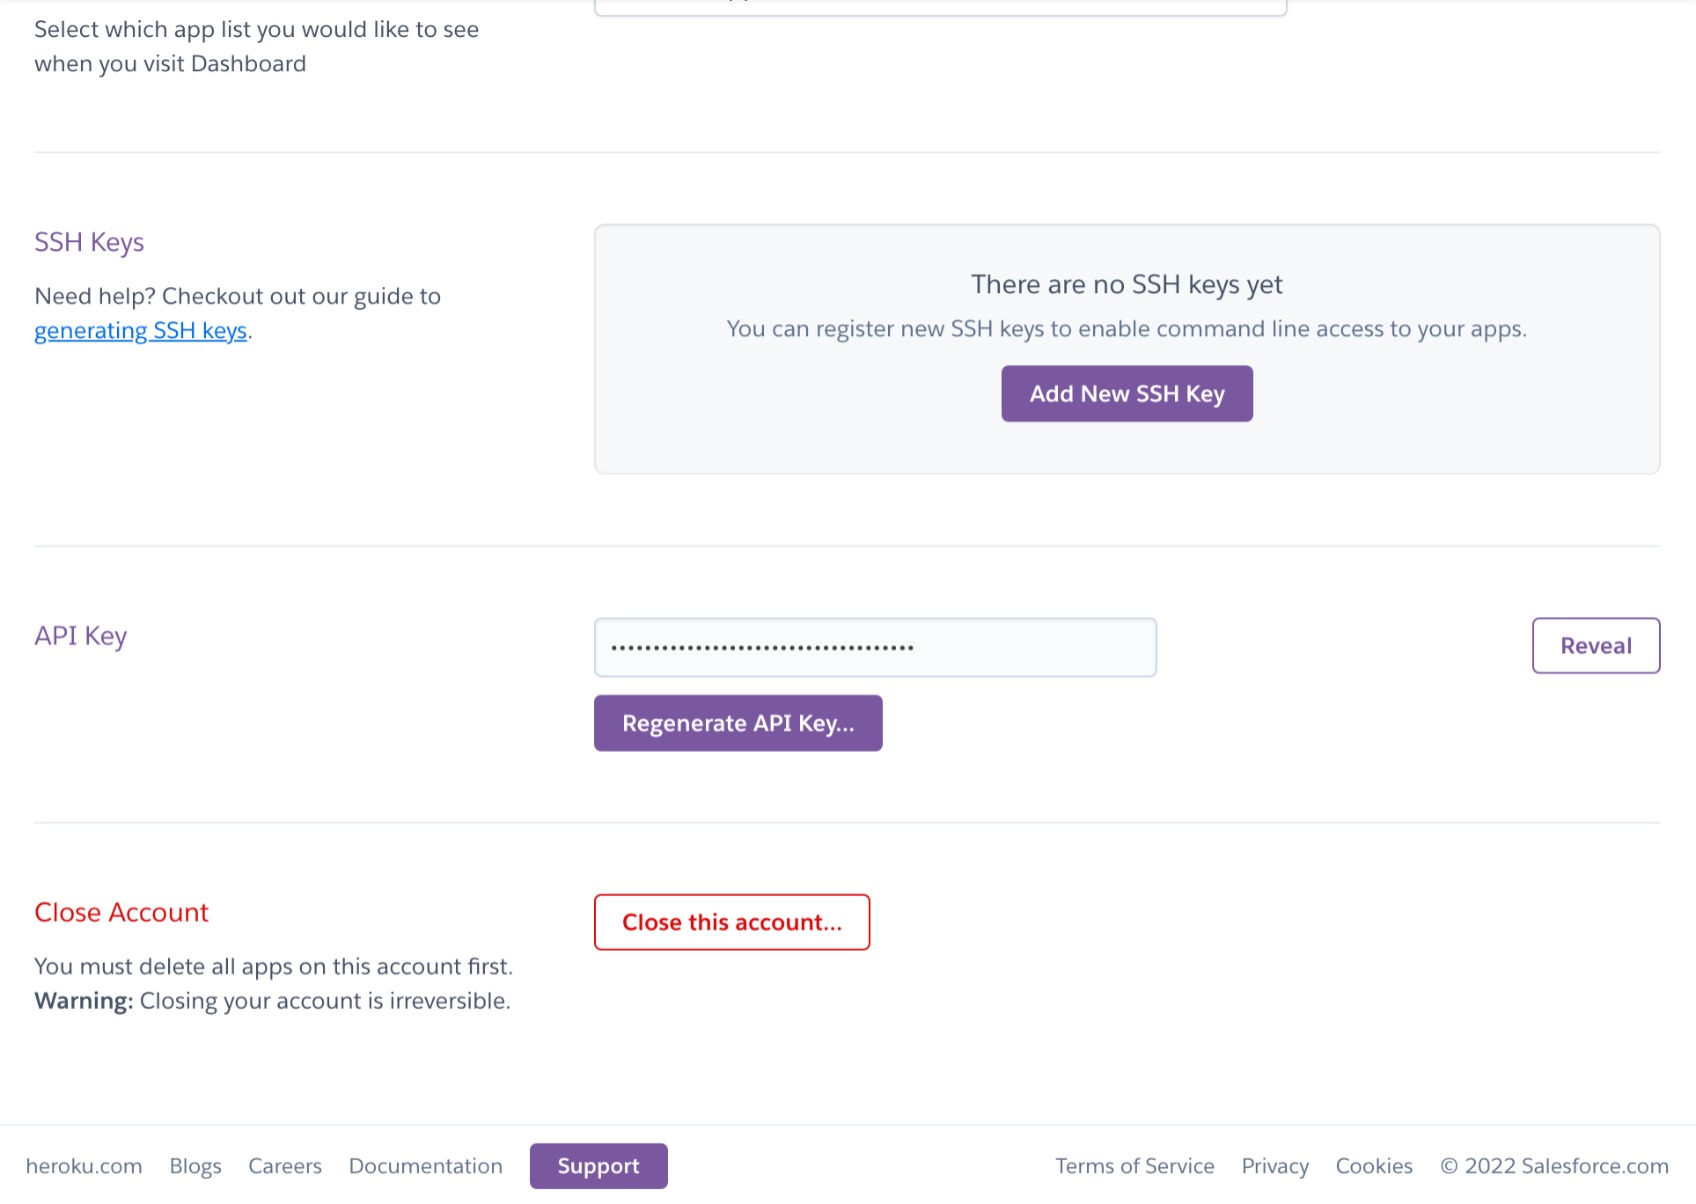 Select which app list you would like to see
when you visit Dashboard
SSH Keys
Need help? Checkout out our guide to
generating SSH keys.
There are no SSH keys yet
You can register new SSH keys to enable command line access to your apps.
Add New SSH Key
API Key
••••••••••••••••••••••••••••••••••••
Reveal
Regenerate API Key...
Close Account
You must delete all apps on this account first.
Warning: Closing your account is irreversible.
Close this account...
heroku.com Blogs Careers Documentation Support Terms of Service Privacy Cookies © 2022 Salesforce.com